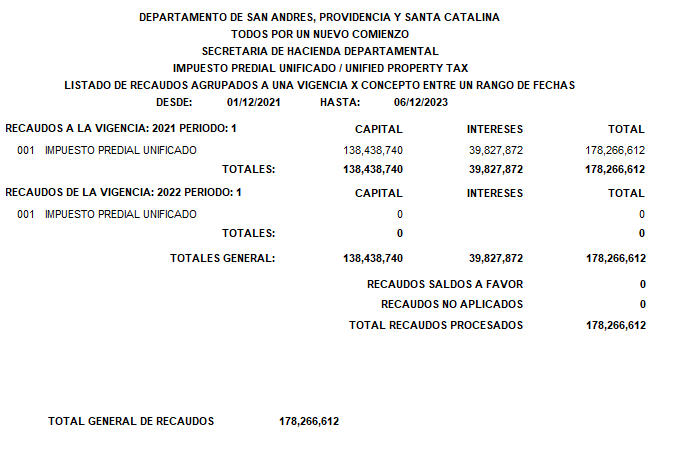 DEPARTAMENTO DE SAN ANDRES, PROVIDENCIA Y SANTA CATALINA
TODOS POR UN NUEVO COMIENZO
SECRETARIA DE HACIENDA DEPARTAMENTAL
IMPUESTO PREDIAL UNIFICADO / UNIFIED PROPERTY TAX
LISTADO DE RECAUDOS AGRUPADOS A UNA VIGENCIA X CONCEPTO ENTRE UN RANGO DE FECHAS
DESDE: 01/12/2021 HASTA: 06/12/2023
RECAUDOS A LA VIGENCIA: 2021 PERIODO: 1 CAPITAL INTERESES TOTAL
001 IMPUESTO PREDIAL UNIFICADO 138,438,740 39,827,872 178,266,612
TOTALES: 138,438,740 39,827,872 178,266,612
RECAUDOS DE LA VIGENCIA: 2022 PERIODO: 1 CAPITAL INTERESES TOTAL
001 IMPUESTO PREDIAL UNIFICADO 0 0
TOTALES: 0 0
TOTALES GENERAL: 138,438,740 39,827,872 178,266,612
RECAUDOS SALDOS A FAVOR 0
RECAUDOS NO APLICADOS 0
TOTAL RECAUDOS PROCESADOS 178,266,612
TOTAL GENERAL DE RECAUDOS 178,266,612